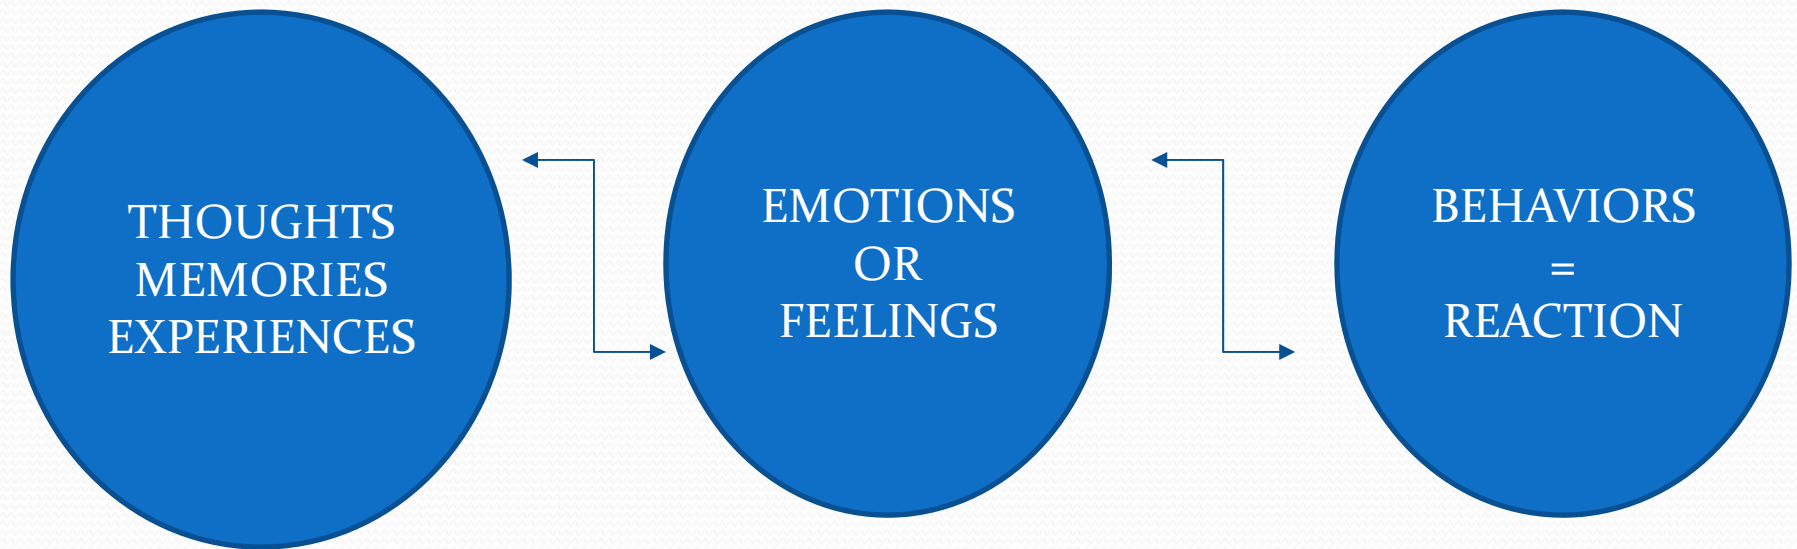 THOUGHTS
MEMORIES
EXPERIENCES
EMOTIONS
OR
FEELINGS
BEHAVIORS
=
REACTION